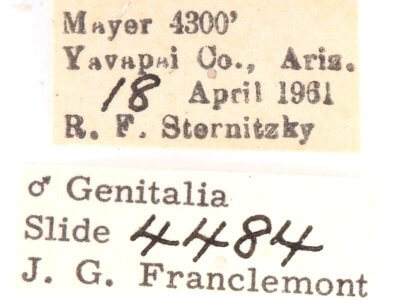 Mayer 4300'
Yavapai Co., Ariz.
18 April 1961
R. F. Sternitzky
♂ Genitalia
Slide 4484
J. G. Franclemont